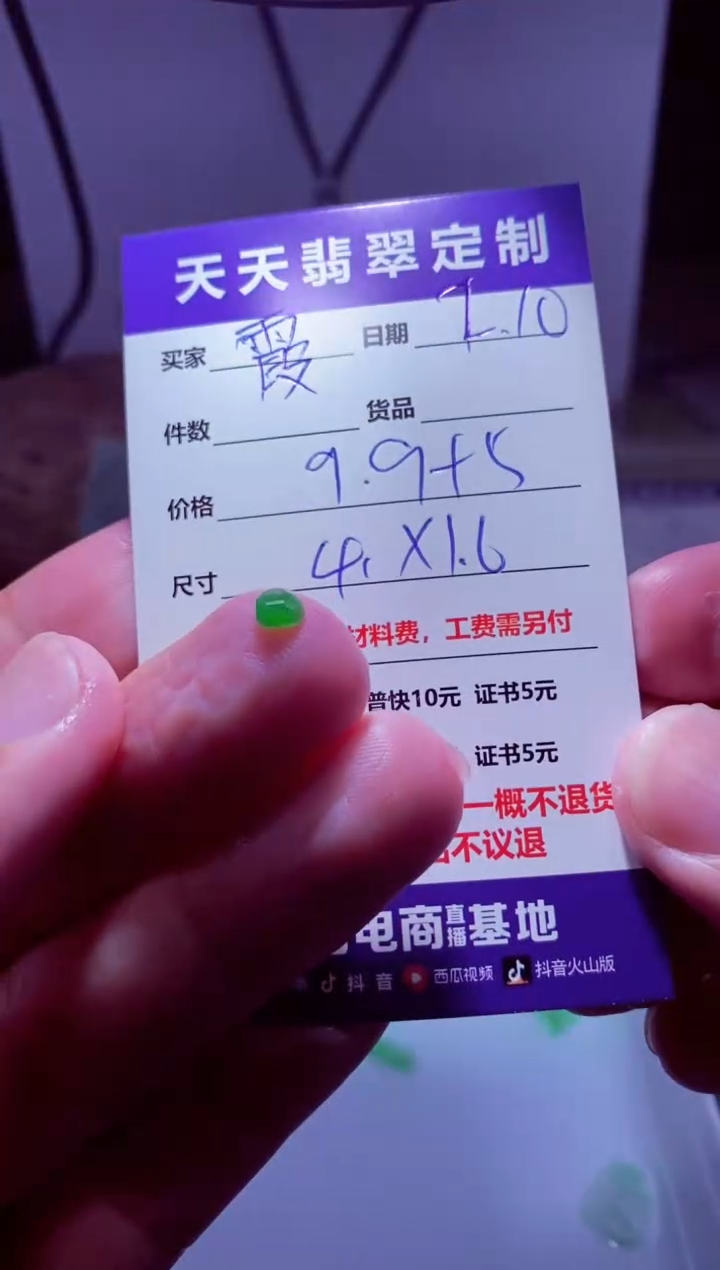 天天翡翠定制
买家 霞 日期 2.10
件数 货品
价格 9.9+5
尺寸 4. X1.6
材料费，工费需另付
普快10元 证书5元
证书5元
一概不退货
不议退
电商直播基地
抖音 西瓜视频 抖音火山版